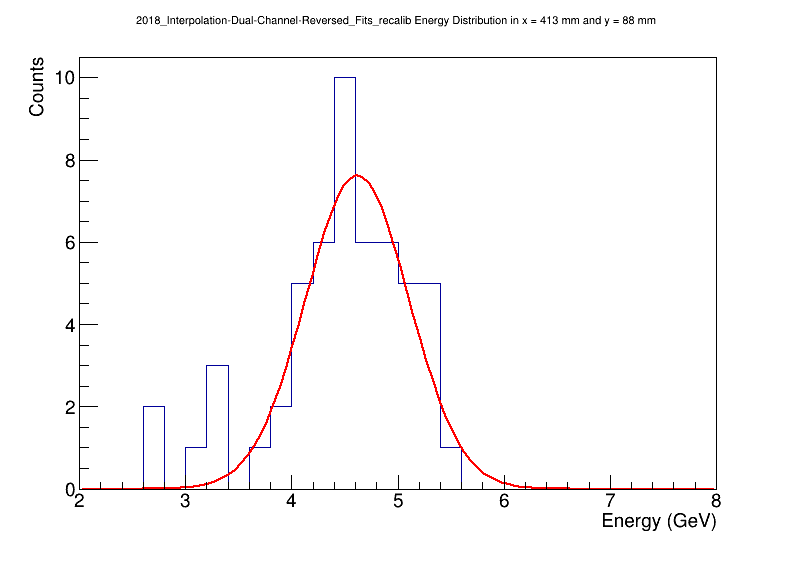 2018_Interpolation-Dual-Channel-Reversed_Fits_recalib Energy Distribution in x = 413 mm and y = 88 mm
Counts
10
8
6
4
2
0
2 3 4 5 6 7 8
Energy (GeV)